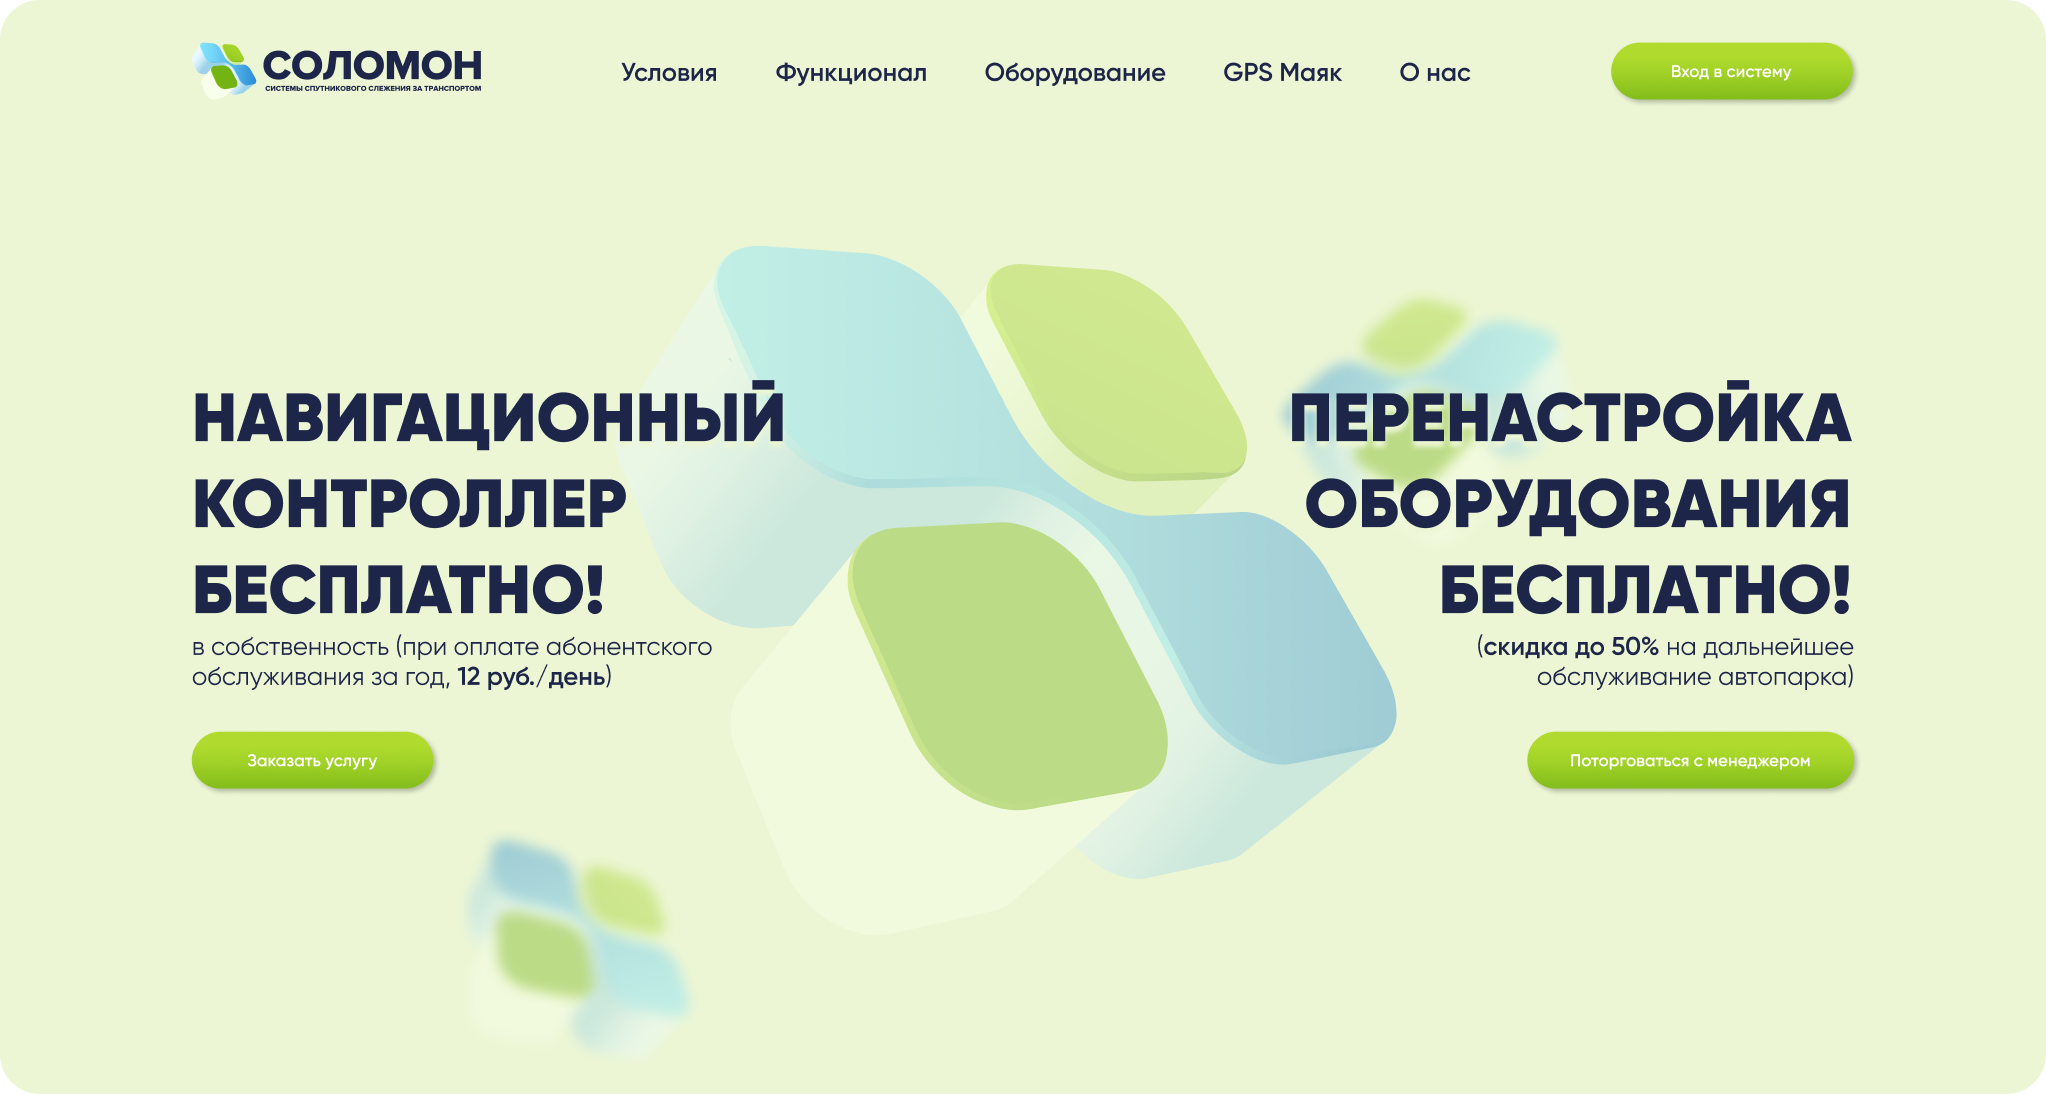 СОЛОМОН
СИСТЕМЫ СПУТНИКОВОГО СЛЕЖЕНИЯ ЗА ТРАНСПОРТОМ
Условия
Функционал
Оборудование
GPS Маяк
О нас
Вход в систему
НАВИГАЦИОННЫЙ
КОНТРОЛЛЕР
БЕСПЛАТНО!
в собственность (при оплате абонентского
обслуживания за год, 12 руб./день)
Заказать услугу
ПЕРЕНАСТРОЙКА
ОБОРУДОВАНИЯ
БЕСПЛАТНО!
(скидка до 50% на дальнейшее
обслуживание автопарка)
Поторговаться с менеджером